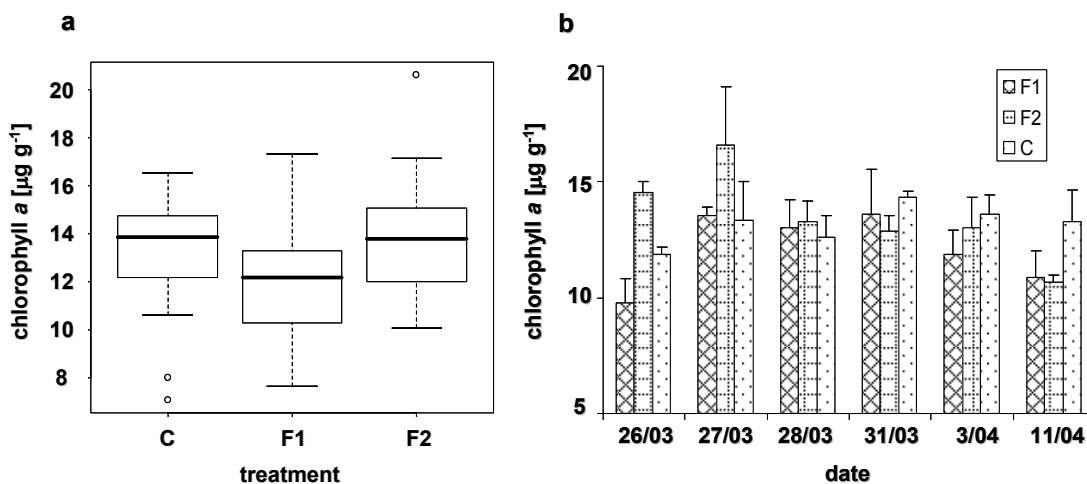 a
chlorophyll a [µg g-1]
20
18
16
14
12
10
8
C F1 F2
treatment
b
chlorophyll a [µg g-1]
20
15
10
5
F1
F2
C
26/03 27/03 28/03 31/03 3/04 11/04
date